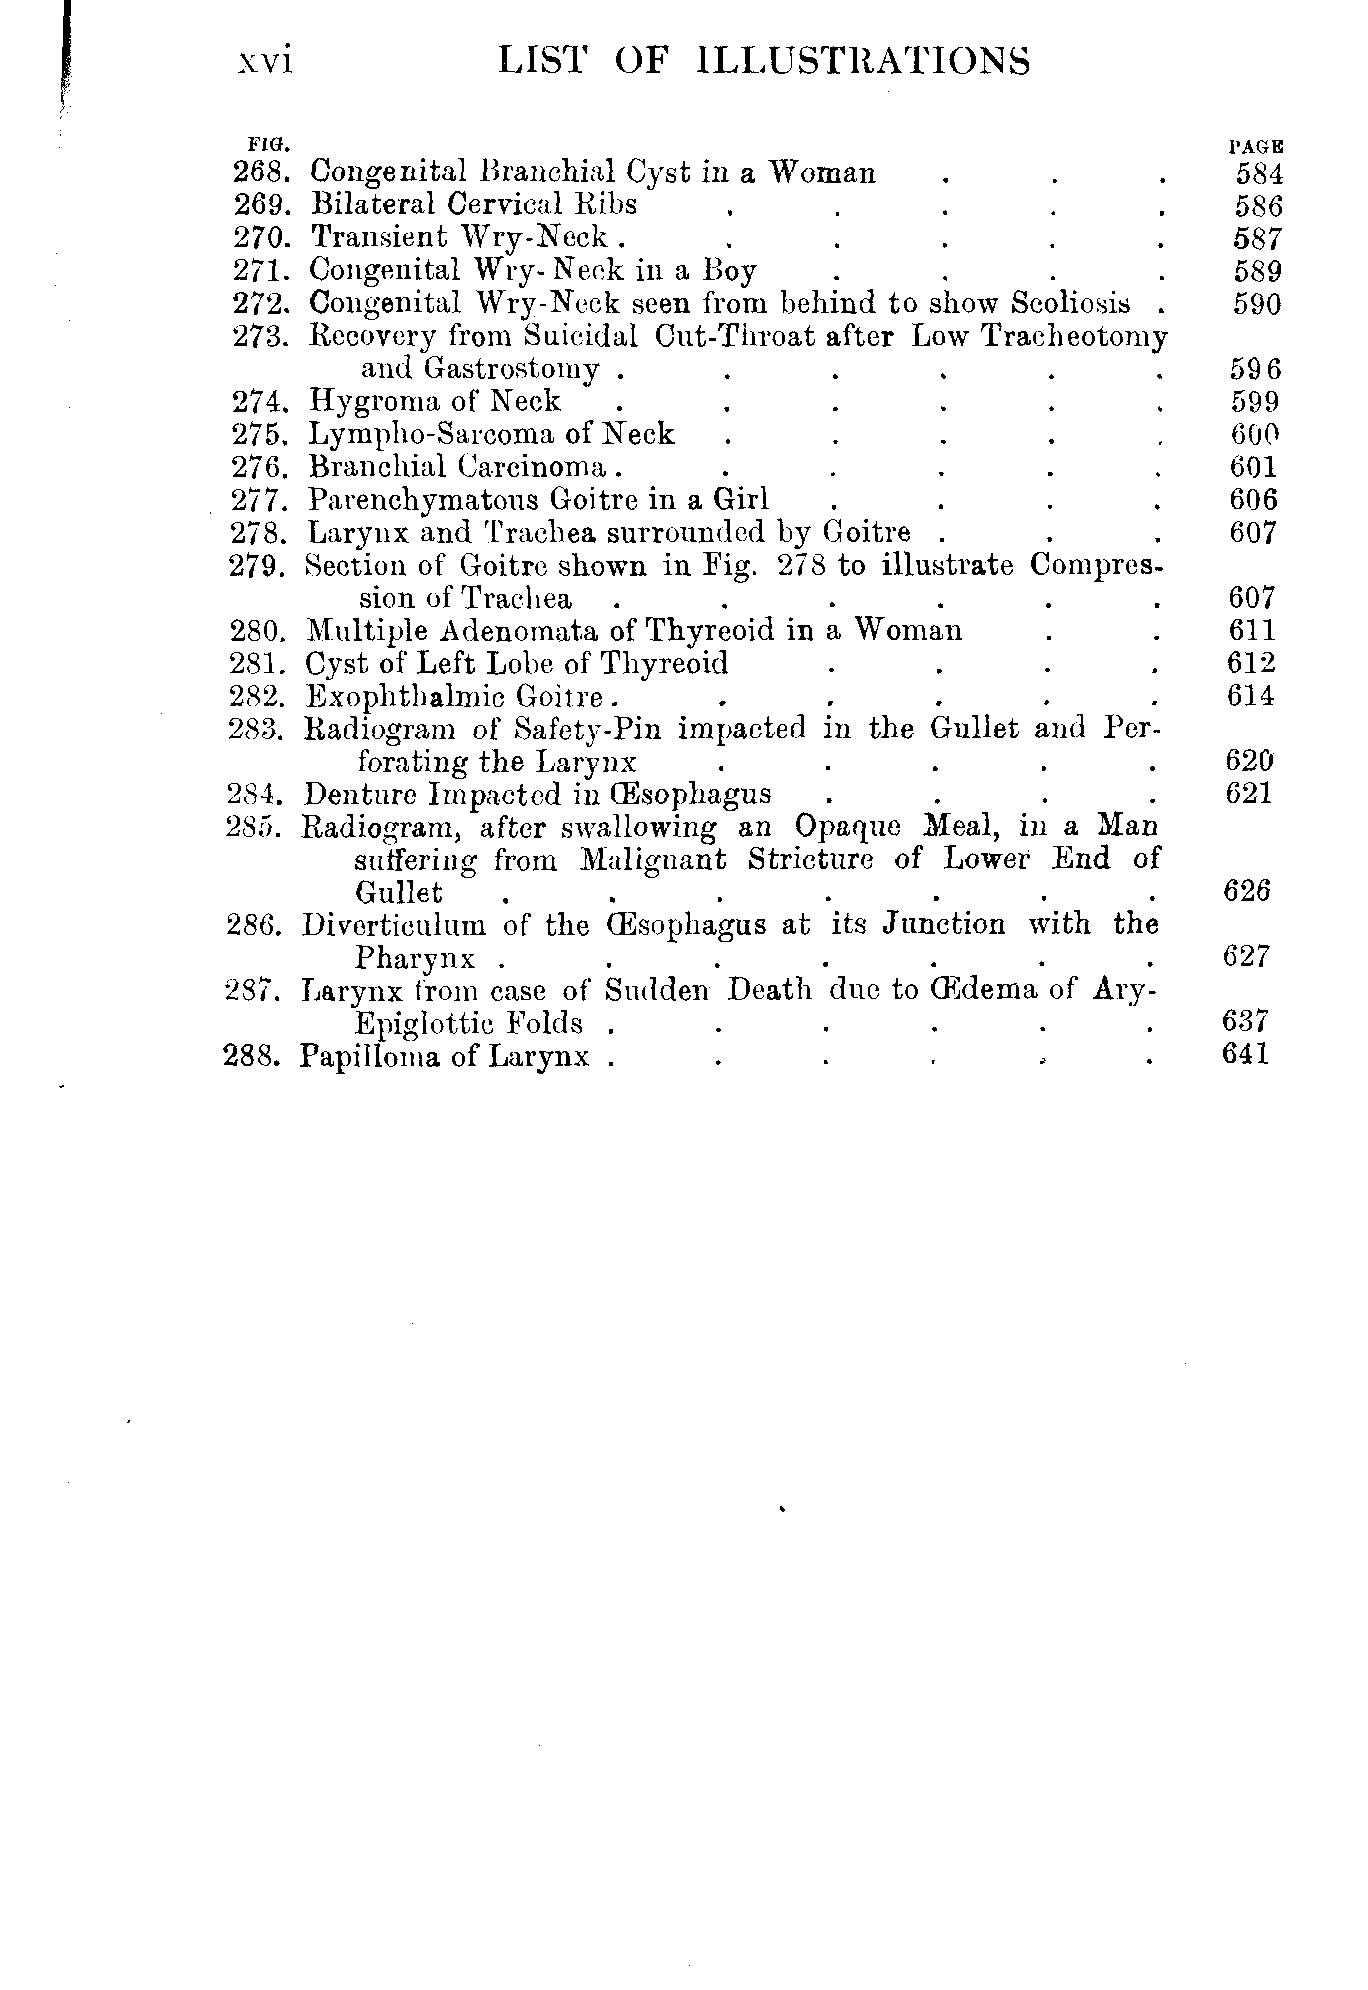 xvi LIST OF ILLUSTRATIONS
FIG. PAGE
268. Congenital Branchial Cyst in a Woman . . . 584
269. Bilateral Cervical Ribs . . . . . 586
270. Transient Wry-Neck . . . . . . 587
271. Congenital Wry-Neck in a Boy . . . . 589
272. Congenital Wry-Neck seen from behind to show Scoliosis . 590
273. Recovery from Suicidal Cut-Throat after Low Tracheotomy
and Gastrostomy . . . . . . 596
274. Hygroma of Neck . . . . . . 599
275. Lympho-Sarcoma of Neck . . . . . 600
276. Branchial Carcinoma . . . . . . 601
277. Parenchymatous Goitre in a Girl . . . . 606
278. Larynx and Trachea surrounded by Goitre . . . 607
279. Section of Goitre shown in Fig. 278 to illustrate Compres-
sion of Trachea . . . . . . 607
280. Multiple Adenomata of Thyreoid in a Woman . . 611
281. Cyst of Left Lobe of Thyreoid . . . . 612
282. Exophthalmic Goitre . . . . . . 614
283. Radiogram of Safety-Pin impacted in the Gullet and Per-
forating the Larynx . . . . . 620
284. Denture Impacted in Œsophagus . . . . 621
285. Radiogram, after swallowing an Opaque Meal, in a Man
suffering from Malignant Stricture of Lower End of
Gullet . . . . . . . 626
286. Diverticulum of the Œsophagus at its Junction with the
Pharynx . . . . . . . 627
287. Larynx from case of Sudden Death due to Œdema of Ary-
Epiglottic Folds . . . . . . 637
288. Papilloma of Larynx . . . . . . 641